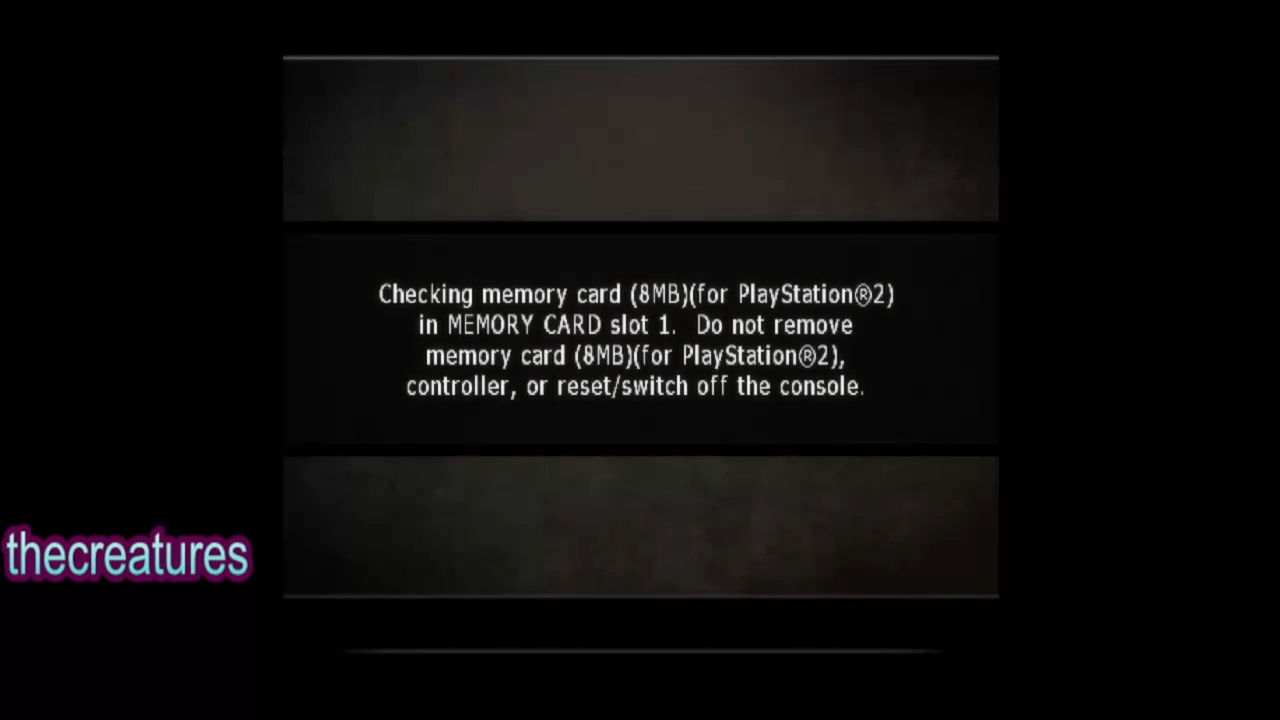 Checking memory card (8MB)(for PlayStation®2)
in MEMORY CARD slot 1.  Do not remove
memory card (8MB)(for PlayStation®2),
controller, or reset/switch off the console.
thecreatures